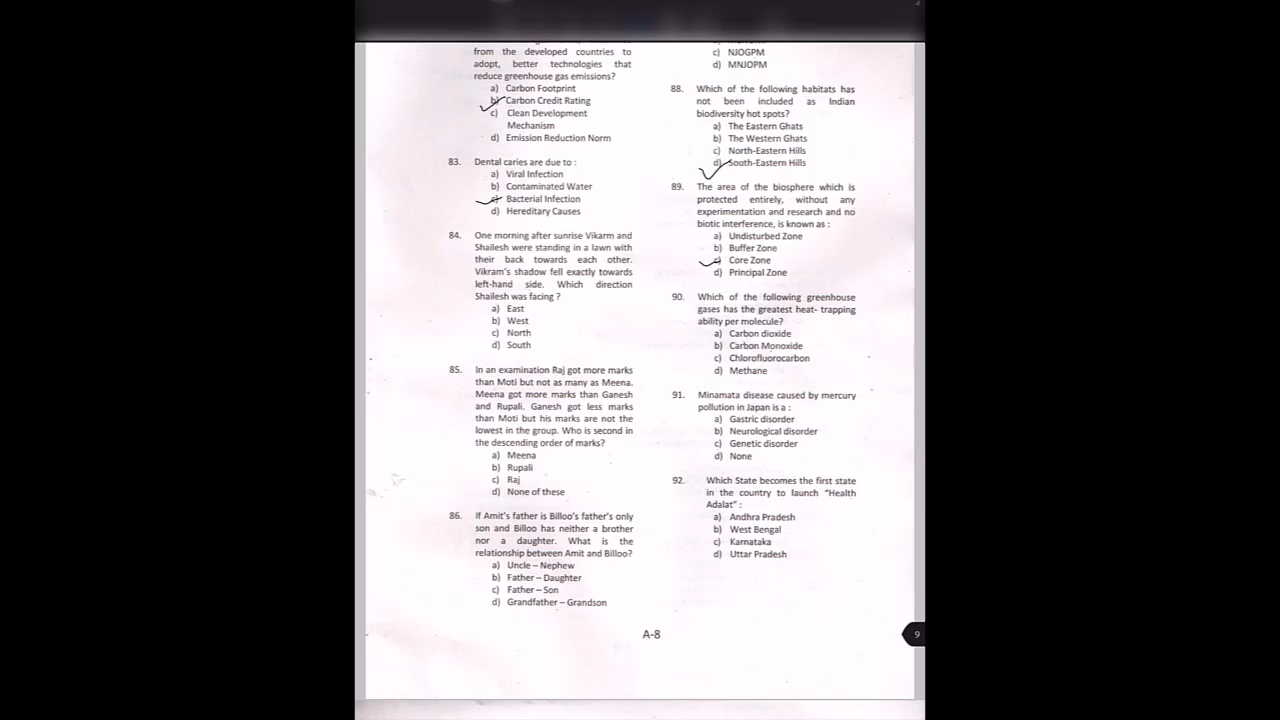 from the developed countries to
adopt, better technologies that
reduce greenhouse gas emissions?
a) Carbon Footprint
b) Carbon Credit Rating
c) Clean Development
Mechanism
d) Emission Reduction Norm
83. Dental caries are due to :
a) Viral Infection
b) Contaminated Water
c) Bacterial Infection
d) Hereditary Causes
84. One morning after sunrise Vikarm and
Shailesh were standing in a lawn with
their back towards each other.
Vikram's shadow fell exactly towards
left-hand side. Which direction
Shailesh was facing ?
a) East
b) West
c) North
d) South
85. In an examination Raj got more marks
than Moti but not as many as Meena.
Meena got more marks than Ganesh
and Rupali. Ganesh got less marks
than Moti but his marks are not the
lowest in the group. Who is second in
the descending order of marks?
a) Meena
b) Rupali
c) Raj
d) None of these
86. If Amit's father is Billoo's father's only
son and Billoo has neither a brother
nor a daughter. What is the
relationship between Amit and Billoo?
a) Uncle – Nephew
b) Father – Daughter
c) Father – Son
d) Grandfather – Grandson
c) NJOGPM
d) MNJOPM
88. Which of the following habitats has
not been included as Indian
biodiversity hot spots?
a) The Eastern Ghats
b) The Western Ghats
c) North-Eastern Hills
d) South-Eastern Hills
89. The area of the biosphere which is
protected entirely, without any
experimentation and research and no
biotic interference, is known as :
a) Undisturbed Zone
b) Buffer Zone
c) Core Zone
d) Principal Zone
90. Which of the following greenhouse
gases has the greatest heat- trapping
ability per molecule?
a) Carbon dioxide
b) Carbon Monoxide
c) Chlorofluorocarbon
d) Methane
91. Minamata disease caused by mercury
pollution in Japan is a :
a) Gastric disorder
b) Neurological disorder
c) Genetic disorder
d) None
92. Which State becomes the first state
in the country to launch "Health
Adalat" :
a) Andhra Pradesh
b) West Bengal
c) Karnataka
d) Uttar Pradesh
A-8
9